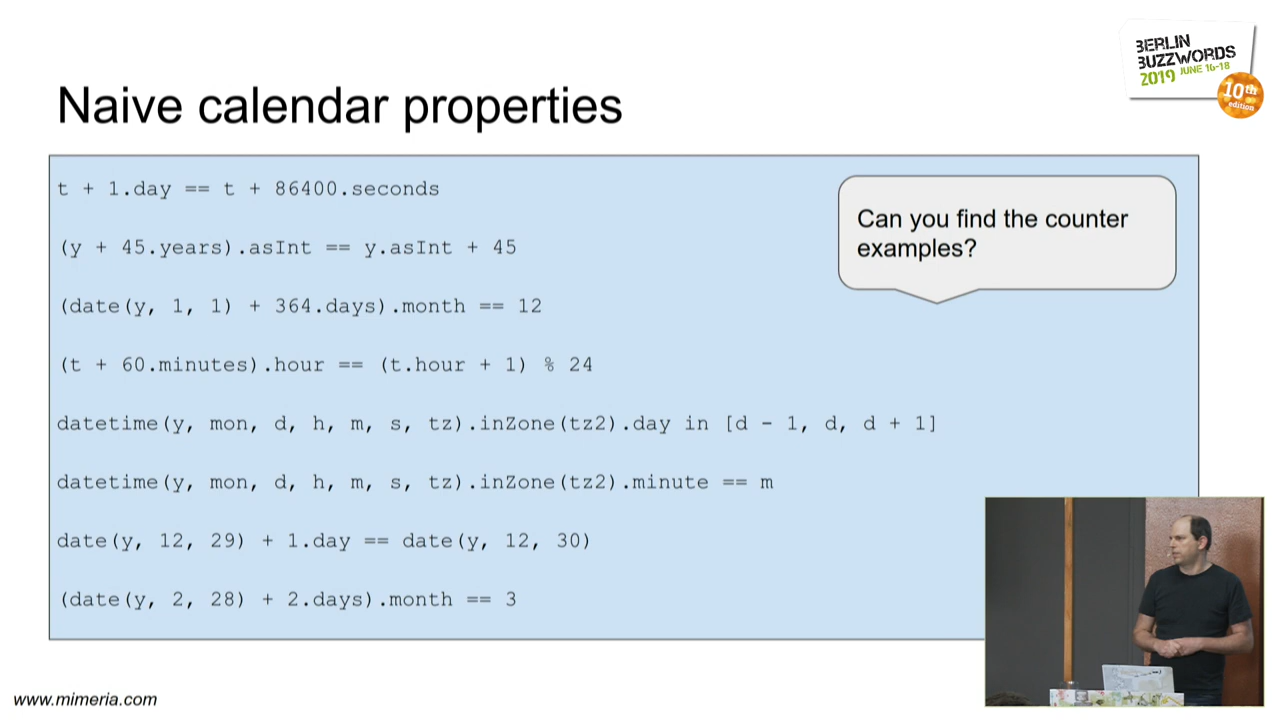 BERLIN
BUZZWORDS
2019 JUNE 16-18
10th
edition
Naive calendar properties
t + 1.day == t + 86400.seconds
(y + 45.years).asInt == y.asInt + 45
(date(y, 1, 1) + 364.days).month == 12
(t + 60.minutes).hour == (t.hour + 1) % 24
datetime(y, mon, d, h, m, s, tz).inZone(tz2).day in [d - 1, d, d + 1]
datetime(y, mon, d, h, m, s, tz).inZone(tz2).minute == m
date(y, 12, 29) + 1.day == date(y, 12, 30)
(date(y, 2, 28) + 2.days).month == 3
Can you find the counter
examples?
www.mimeria.com